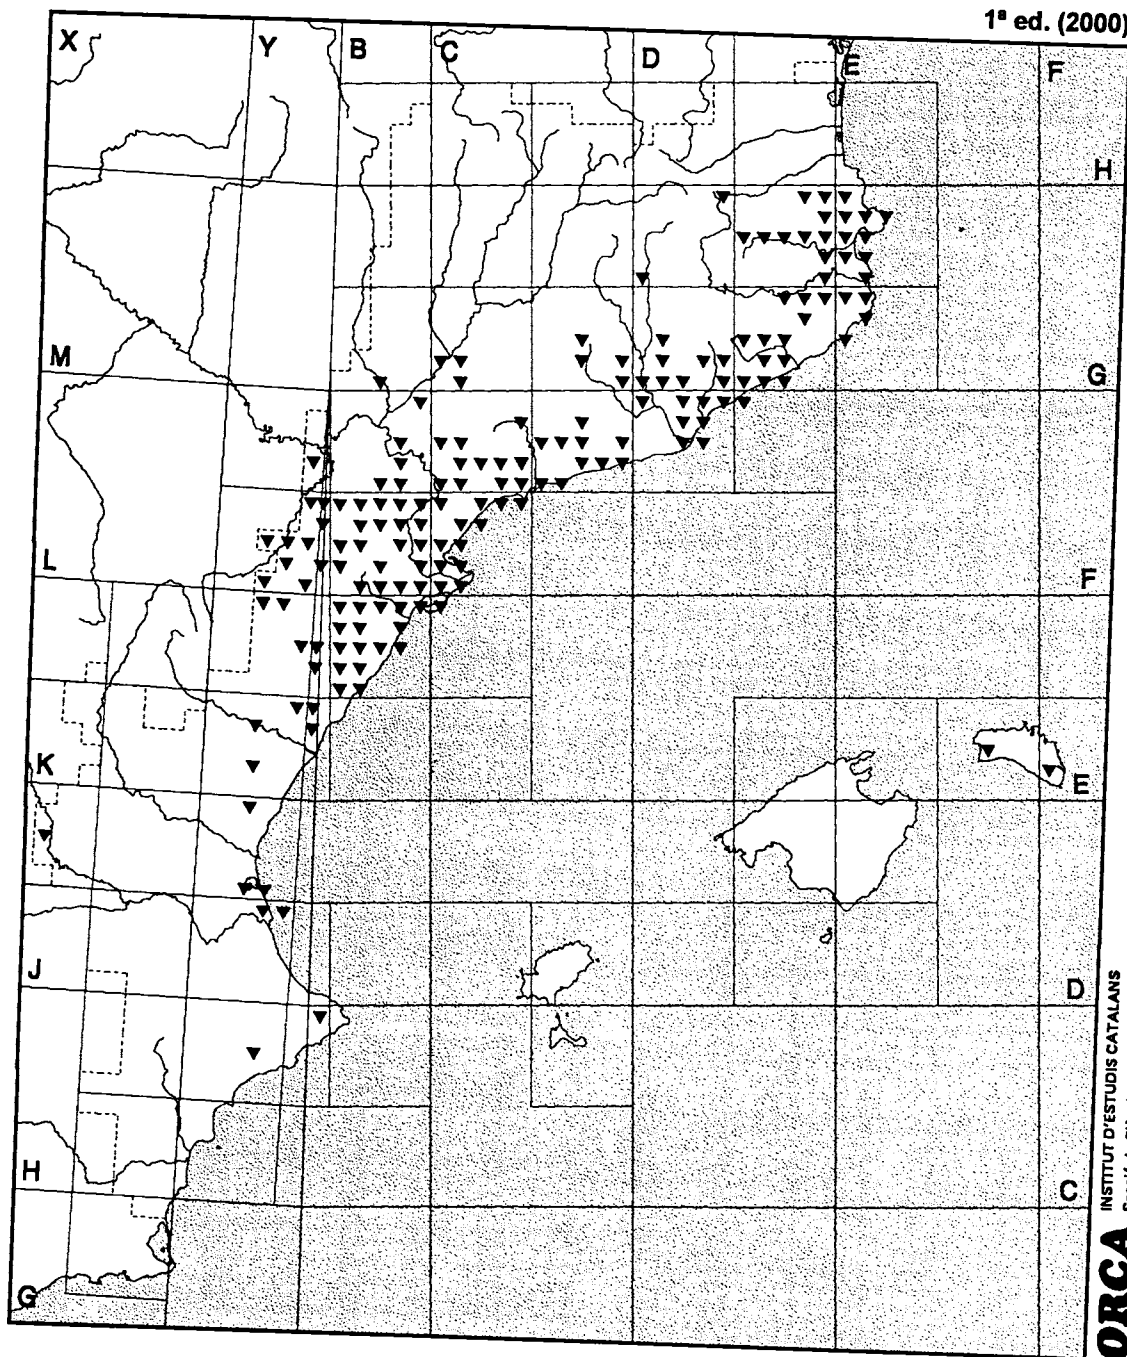 1ª ed. (2000)
X Y B C D E F
H
M
G
L
F
K
E
J
D
H
C
G
ORCA
INSTITUT D'ESTUDIS CATALANS